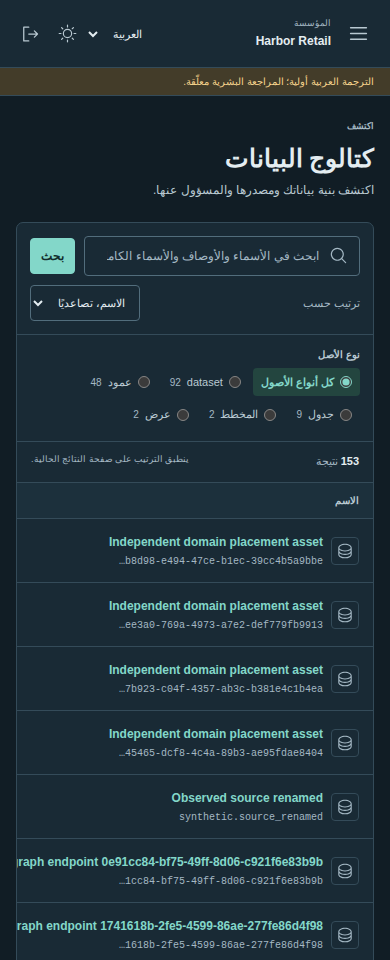 المؤسسة
Harbor Retail
العربية
الترجمة العربية أولية؛ المراجعة البشرية معلّقة.
اكتشف
كتالوج البيانات
اكتشف بنية بياناتك ومصدرها والمسؤول عنها.
ابحث في الأسماء والأوصاف والأسماء الكام
بحث
ترتيب حسب
الاسم، تصاعديًا
نوع الأصل
كل أنواع الأصول
dataset 92
عمود 48
جدول 9
المخطط 2
عرض 2
153 نتيجة
ينطبق الترتيب على صفحة النتائج الحالية.
الاسم
Independent domain placement asset
…b8d98-e494-47ce-b1ec-39cc4b5a9bbe
Independent domain placement asset
…ee3a0-769a-4973-a7e2-def779fb9913
Independent domain placement asset
…7b923-c04f-4357-ab3c-b381e4c1b4ea
Independent domain placement asset
…45465-dcf8-4c4a-89b3-ae95fdae8404
Observed source renamed
synthetic.source_renamed
raph endpoint 0e91cc84-bf75-49ff-8d06-c921f6e83b9b
…1cc84-bf75-49ff-8d06-c921f6e83b9b
raph endpoint 1741618b-2fe5-4599-86ae-277fe86d4f98
…1618b-2fe5-4599-86ae-277fe86d4f98